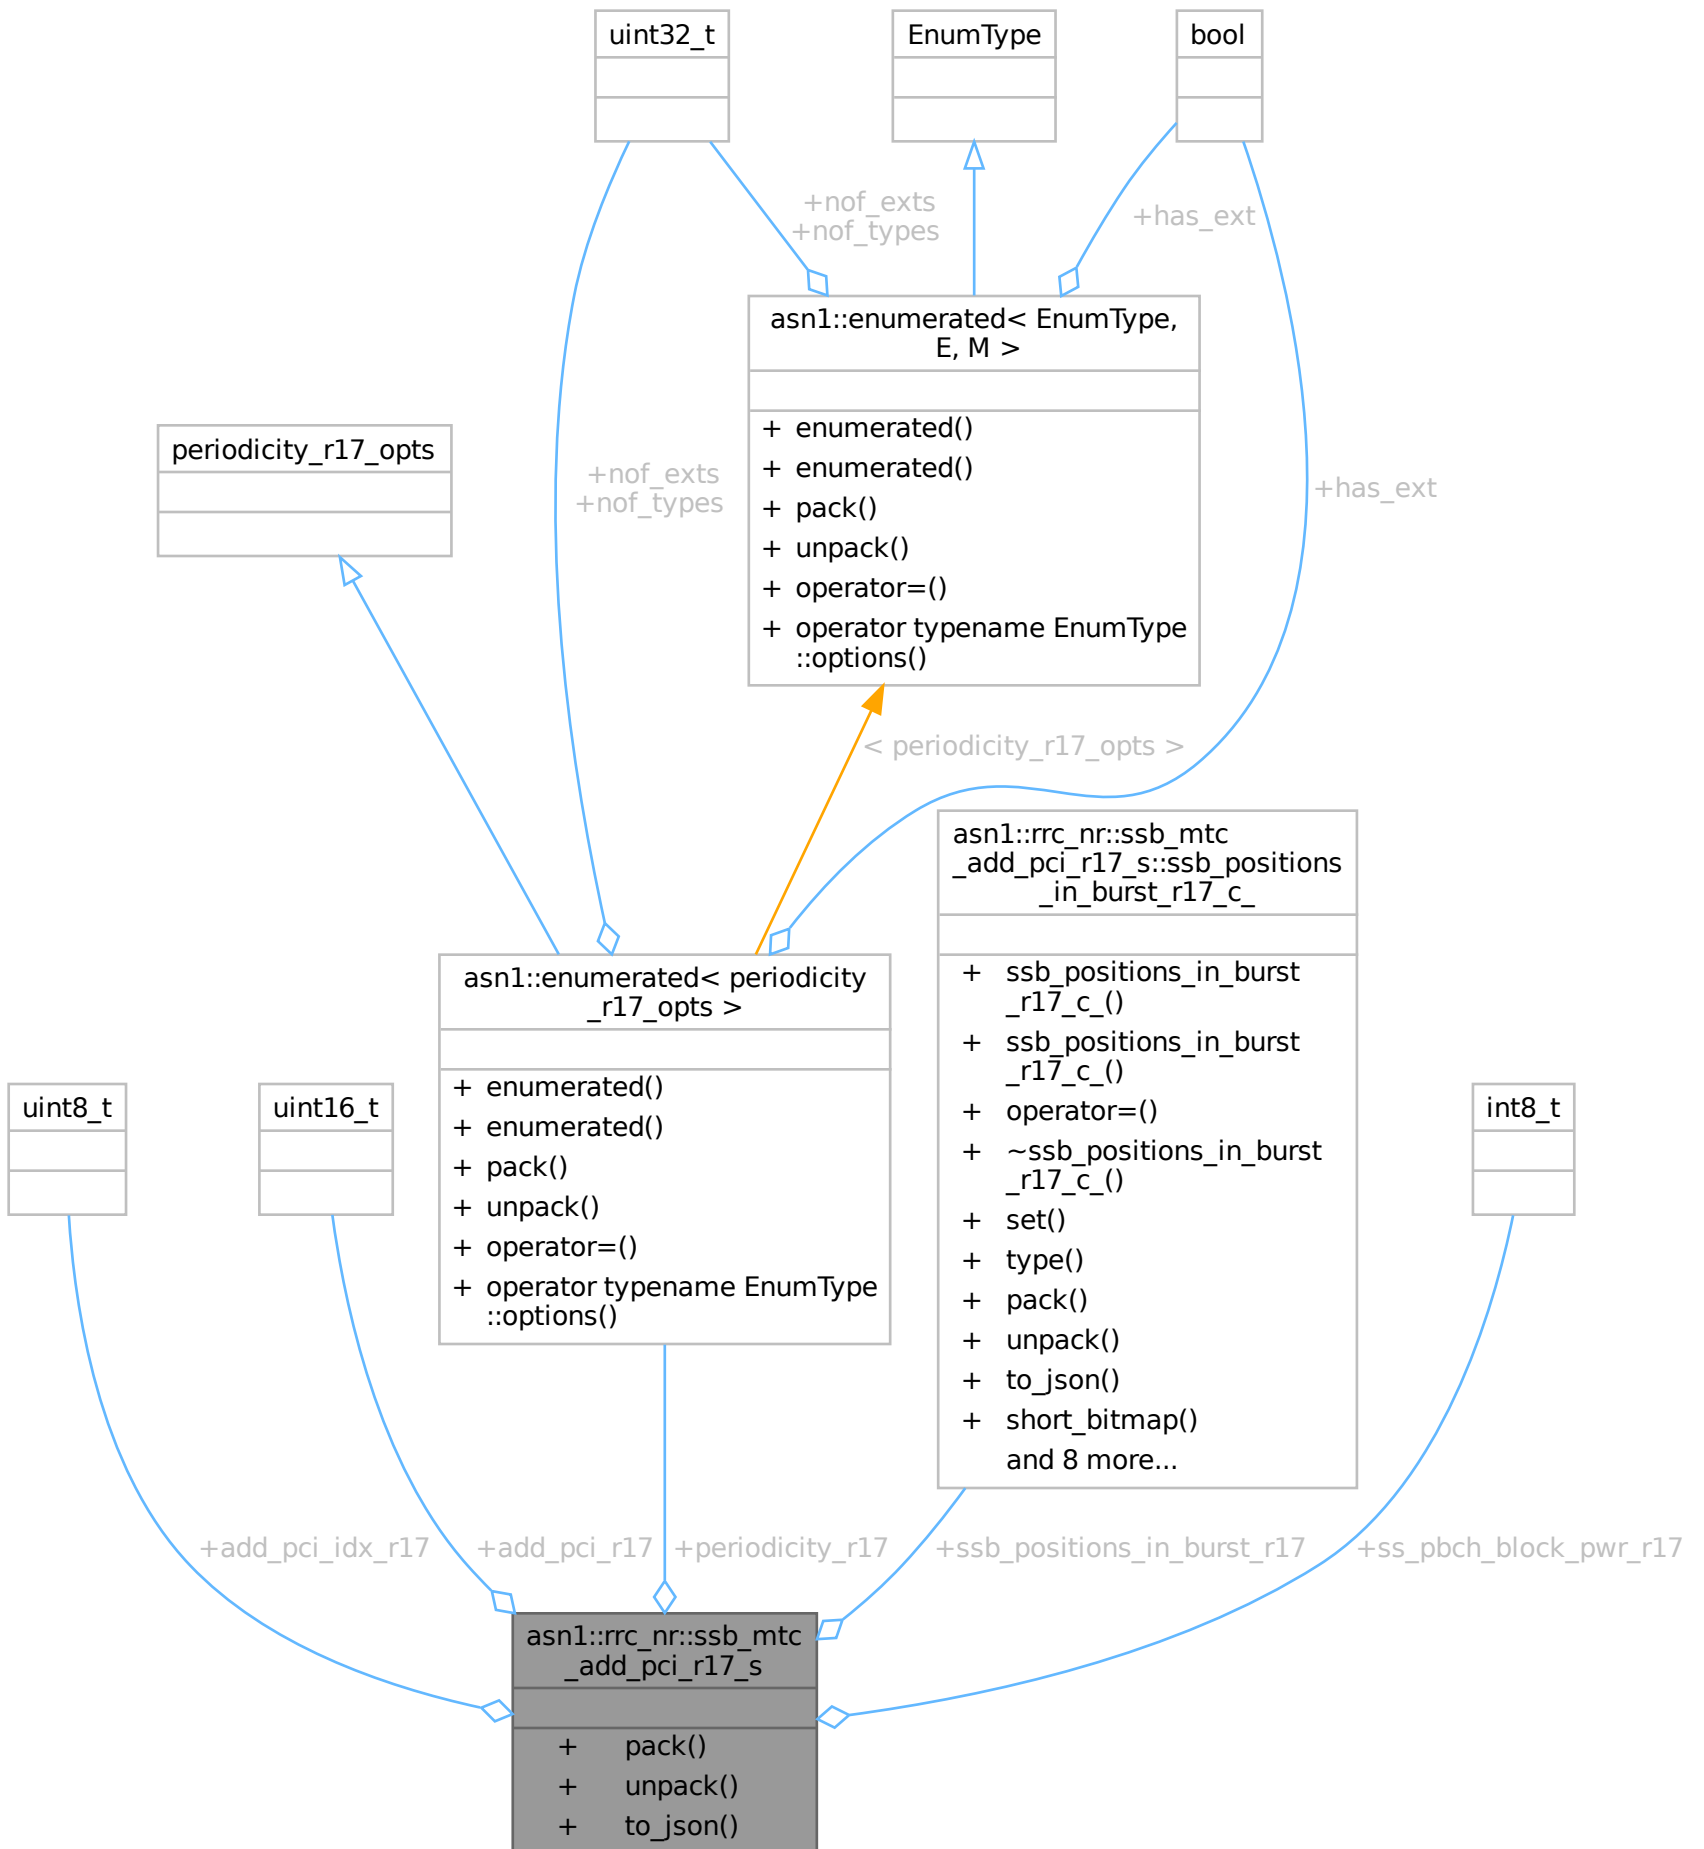 uint32_t
EnumType
bool
+nof_exts
+nof_types
+has_ext
asn1::enumerated< EnumType,
E, M >
+ enumerated()
+ enumerated()
+ pack()
+ unpack()
+ operator=()
+ operator typename EnumType
::options()
periodicity_r17_opts
+nof_exts
+nof_types
+has_ext
< periodicity_r17_opts >
asn1::rrc_nr::ssb_mtc
_add_pci_r17_s::ssb_positions
_in_burst_r17_c_
+ ssb_positions_in_burst
_r17_c_()
+ ssb_positions_in_burst
_r17_c_()
+ operator=()
+ ~ssb_positions_in_burst
_r17_c_()
+ set()
+ type()
+ pack()
+ unpack()
+ to_json()
+ short_bitmap()
and 8 more...
asn1::enumerated< periodicity
_r17_opts >
+ enumerated()
+ enumerated()
+ pack()
+ unpack()
+ operator=()
+ operator typename EnumType
::options()
uint8_t
uint16_t
int8_t
+add_pci_idx_r17
+add_pci_r17
+periodicity_r17
+ssb_positions_in_burst_r17
+ss_pbch_block_pwr_r17
asn1::rrc_nr::ssb_mtc
_add_pci_r17_s
+ pack()
+ unpack()
+ to_json()